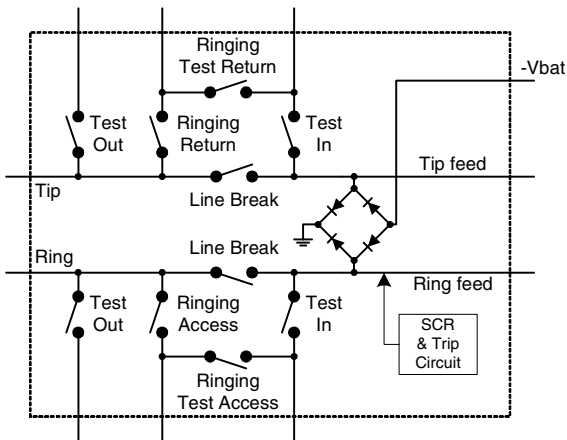 Ringing
Test Return
-Vbat
Test
Out
Ringing
Return
Test
In
Tip feed
Tip
Line Break
Line Break
Ring
Ring feed
Test
Out
Ringing
Access
Test
In
SCR
& Trip
Circuit
Ringing
Test Access